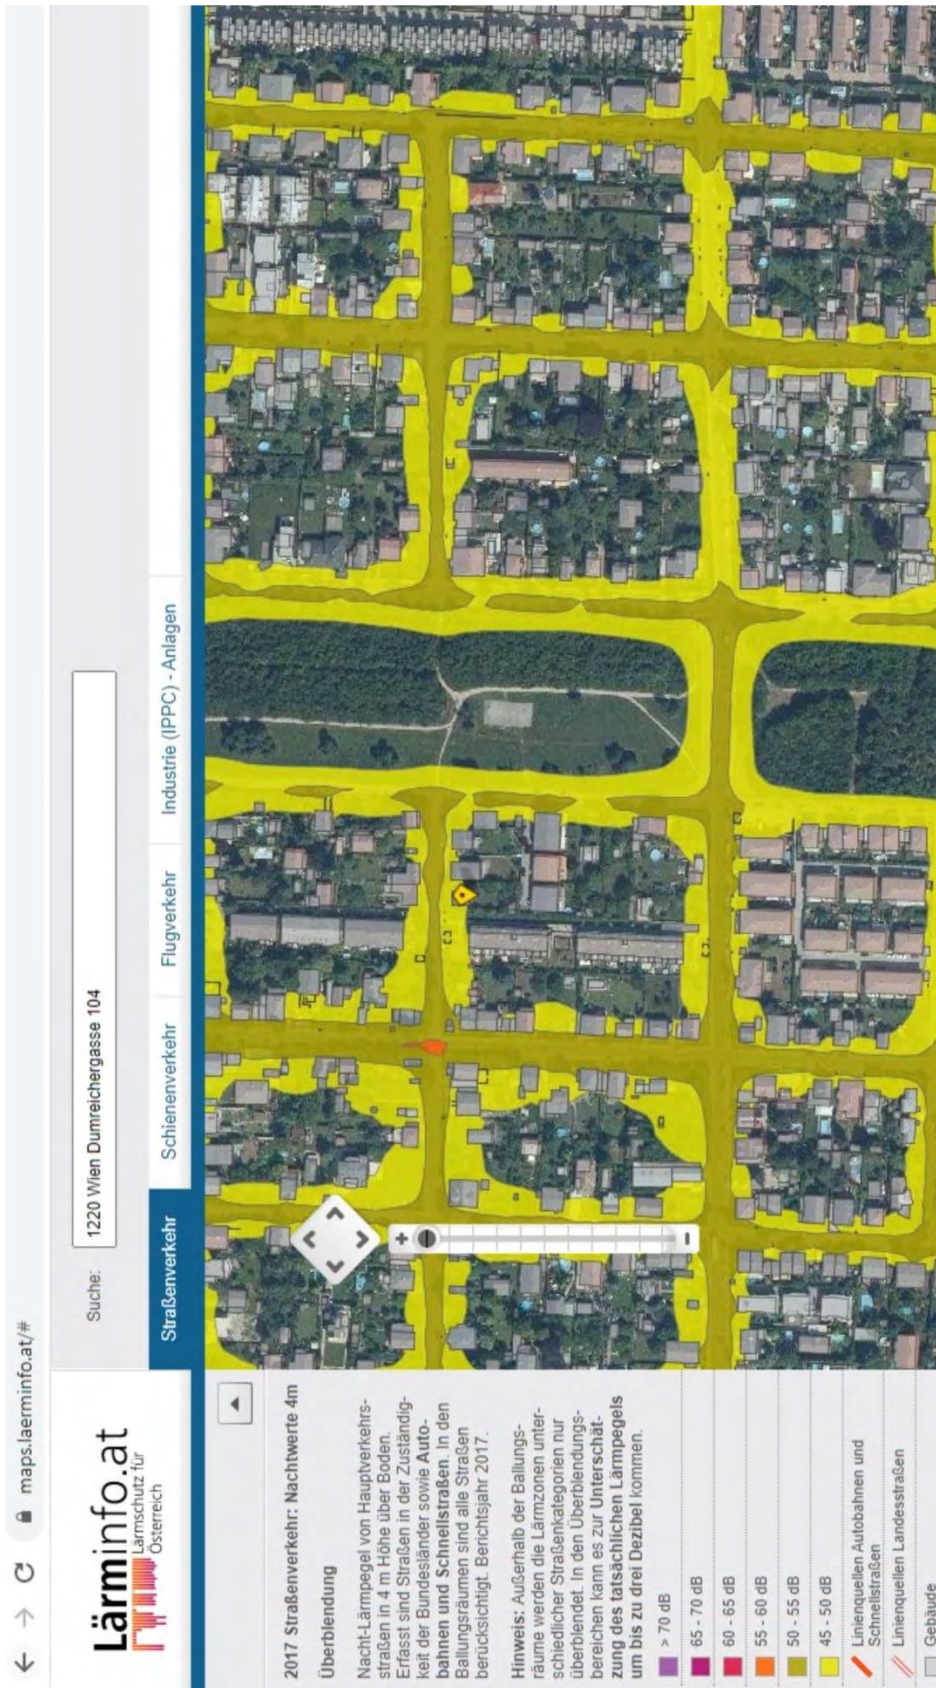 maps.laerminfo.at/#
Lärminfo.at
Lärmschutz für
Österreich
Suche:
1220 Wien Dumreichergasse 104
Straßenverkehr
Schienenverkehr
Flugverkehr
Industrie (IPPC) - Anlagen
2017 Straßenverkehr: Nachtwerte 4m
Überblendung
Nacht-Lärmpegel von Hauptverkehrs-
straßen in 4 m Höhe über Boden.
Erfasst sind Straßen in der Zuständig-
keit der Bundesländer sowie Auto-
bahnen und Schnellstraßen. In den
Ballungsräumen sind alle Straßen
berücksichtigt. Berichtsjahr 2017.
Hinweis: Außerhalb der Ballungs-
räume werden die Lärmzonen unter-
schiedlicher Straßenkategorien nur
überblendet. In den Überblendungs-
bereichen kann es zur Unterschät-
zung des tatsächlichen Lärmpegels
um bis zu drei Dezibel kommen.
> 70 dB
65 - 70 dB
60 - 65 dB
55 - 60 dB
50 - 55 dB
45 - 50 dB
Linienquellen Autobahnen und
Schnellstraßen
Linienquellen Landesstraßen
Gebäude